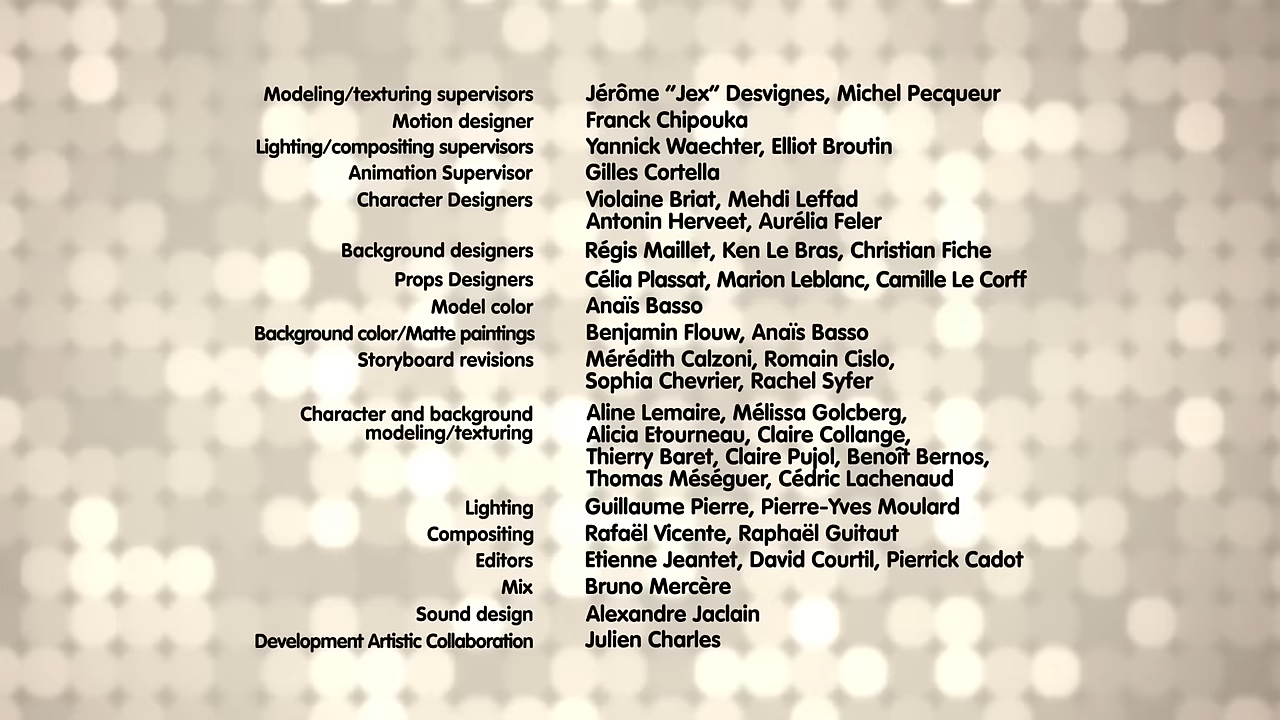 Modeling/texturing supervisors Jérôme "Jex" Desvignes, Michel Pecqueur
Motion designer Franck Chipouka
Lighting/compositing supervisors Yannick Waechter, Elliot Broutin
Animation Supervisor Gilles Cortella
Character Designers Violaine Briat, Mehdi Leffad
Antonin Herveet, Aurélia Feler
Background designers Régis Maillet, Ken Le Bras, Christian Fiche
Props Designers Célia Plassat, Marion Leblanc, Camille Le Corff
Model color Anaïs Basso
Background color/Matte paintings Benjamin Flouw, Anaïs Basso
Storyboard revisions Mérédith Calzoni, Romain Cislo,
Sophia Chevrier, Rachel Syfer
Character and background Aline Lemaire, Mélissa Golcberg,
modeling/texturing Alicia Etourneau, Claire Collange,
Thierry Baret, Claire Pujol, Benoît Bernos,
Thomas Méséguer, Cédric Lachenaud
Lighting Guillaume Pierre, Pierre-Yves Moulard
Compositing Rafaël Vicente, Raphaël Guitaut
Editors Etienne Jeantet, David Courtil, Pierrick Cadot
Mix Bruno Mercère
Sound design Alexandre Jaclain
Development Artistic Collaboration Julien Charles